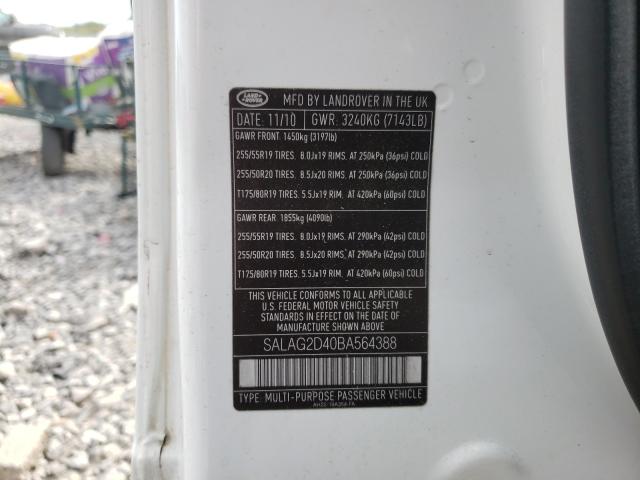 LAND
ROVER
MFD BY LANDROVER IN THE UK
DATE: 11/10 GWR: 3240KG (7143LB)
GAWR FRONT. 1450kg (3197lb)
255/55R19 TIRES. 8.0Jx19 RIMS. AT 250kPa (36psi) COLD
255/50R20 TIRES. 8.5Jx20 RIMS. AT 250kPa (36psi) COLD
T175/80R19 TIRES. 5.5Jx19 RIM. AT 420kPa (60psi) COLD
GAWR REAR. 1855kg (4090lb)
255/55R19 TIRES. 8.0Jx19 RIMS. AT 290kPa (42psi) COLD
255/50R20 TIRES. 8.5Jx20 RIMS. AT 290kPa (42psi) COLD
T175/80R19 TIRES. 5.5Jx19 RIM. AT 420kPa (60psi) COLD
THIS VEHICLE CONFORMS TO ALL APPLICABLE
U.S. FEDERAL MOTOR VEHICLE SAFETY
STANDARDS IN EFFECT ON THE DATE OF
MANUFACTURE SHOWN ABOVE.
SALAG2D40BA564388
TYPE: MULTI-PURPOSE PASSENGER VEHICLE